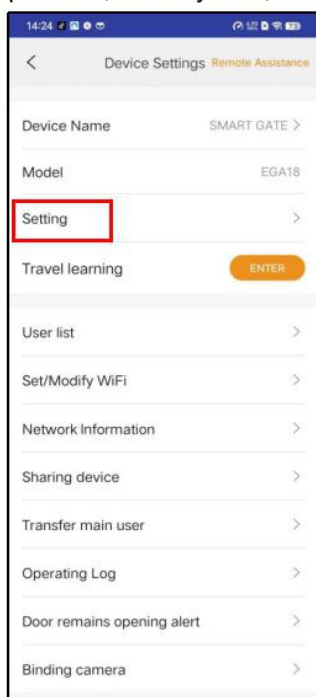 14:24
Device Settings Remote Assistance
Device Name SMART GATE >
Model EGA18
Setting >
Travel learning ENTER
User list >
Set/Modify WiFi >
Network Information >
Sharing device >
Transfer main user >
Operating Log >
Door remains opening alert >
Binding camera >